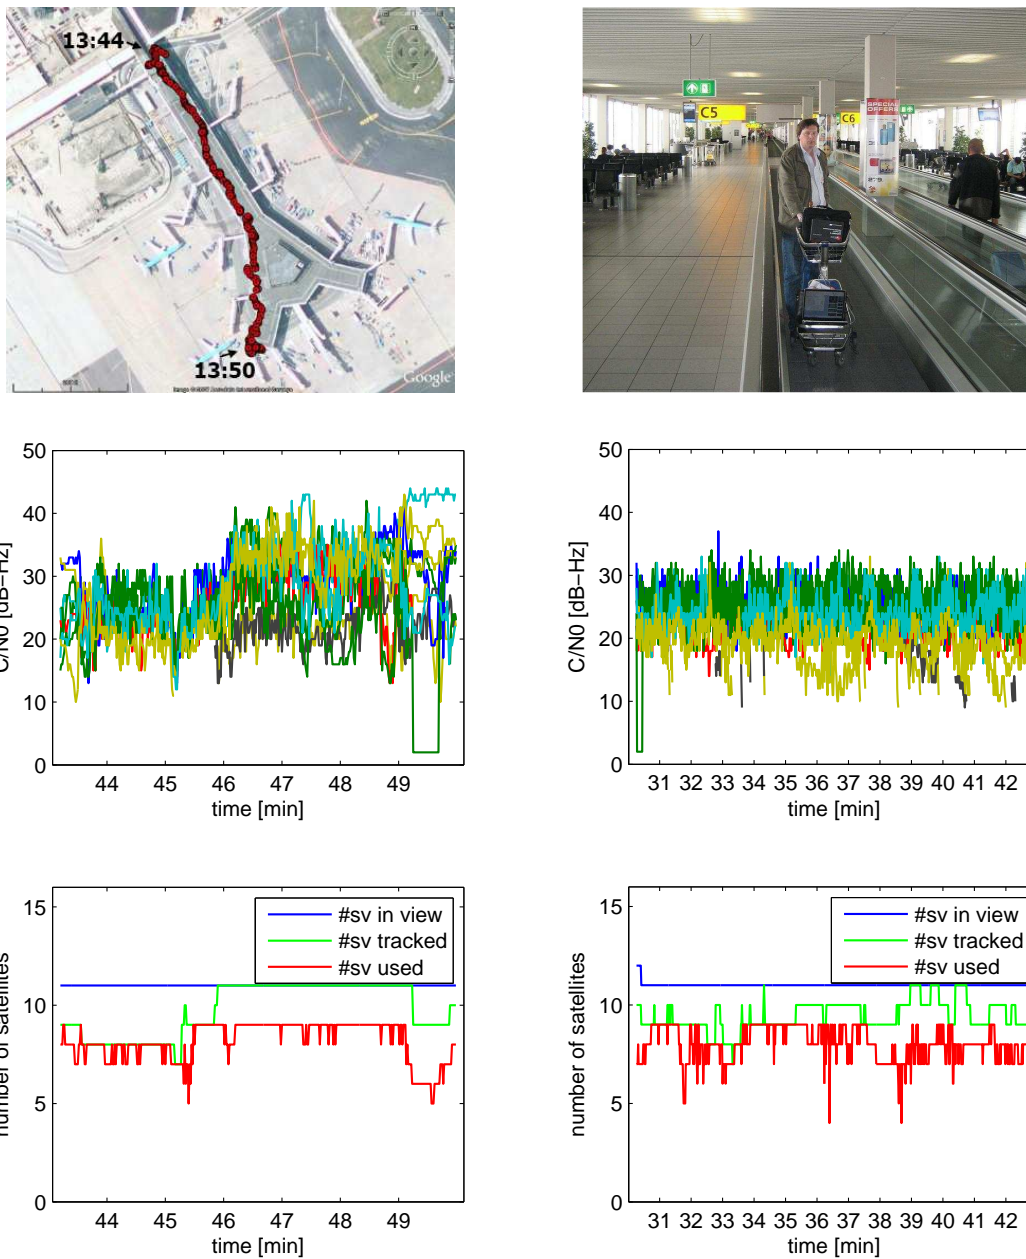 13:44
13:50
Google
C5
C6
SPECIAL
OFFERS
50
40
30
20
10
0
C/N0 [dB-Hz]
44 45 46 47 48 49
time [min]
50
40
30
20
10
0
C/N0 [dB-Hz]
31 32 33 34 35 36 37 38 39 40 41 42
time [min]
15
10
5
0
number of satellites
#sv in view
#sv tracked
#sv used
44 45 46 47 48 49
time [min]
15
10
5
0
number of satellites
#sv in view
#sv tracked
#sv used
31 32 33 34 35 36 37 38 39 40 41 42
time [min]